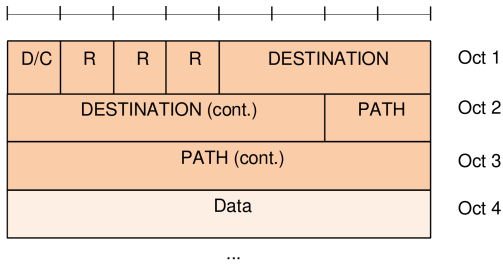 D/C R R R DESTINATION Oct 1
DESTINATION (cont.) PATH Oct 2
PATH (cont.) Oct 3
Data Oct 4
...